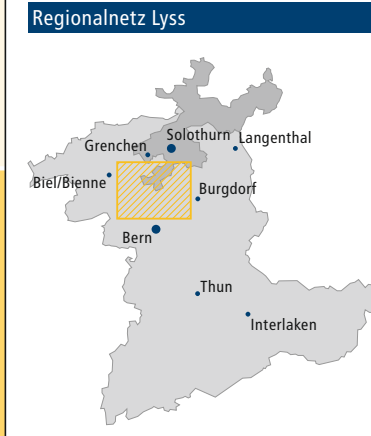 Regionalnetz Lyss
Solothurn
Langenthal
Grenchen
Biel/Bienne
Burgdorf
Bern
Thun
Interlaken